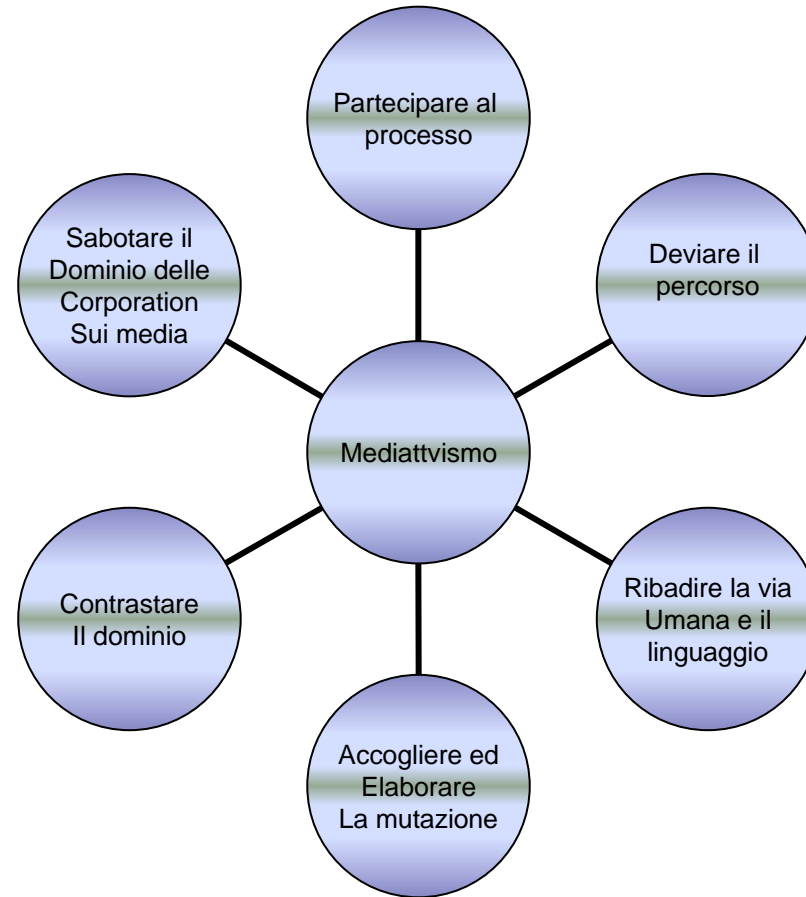 Partecipare al
processo
Sabotare il
Dominio delle
Corporation
Sui media
Deviare il
percorso
Mediattvismo
Contrastare
Il dominio
Ribadire la via
Umana e il
linguaggio
Accogliere ed
Elaborare
La mutazione